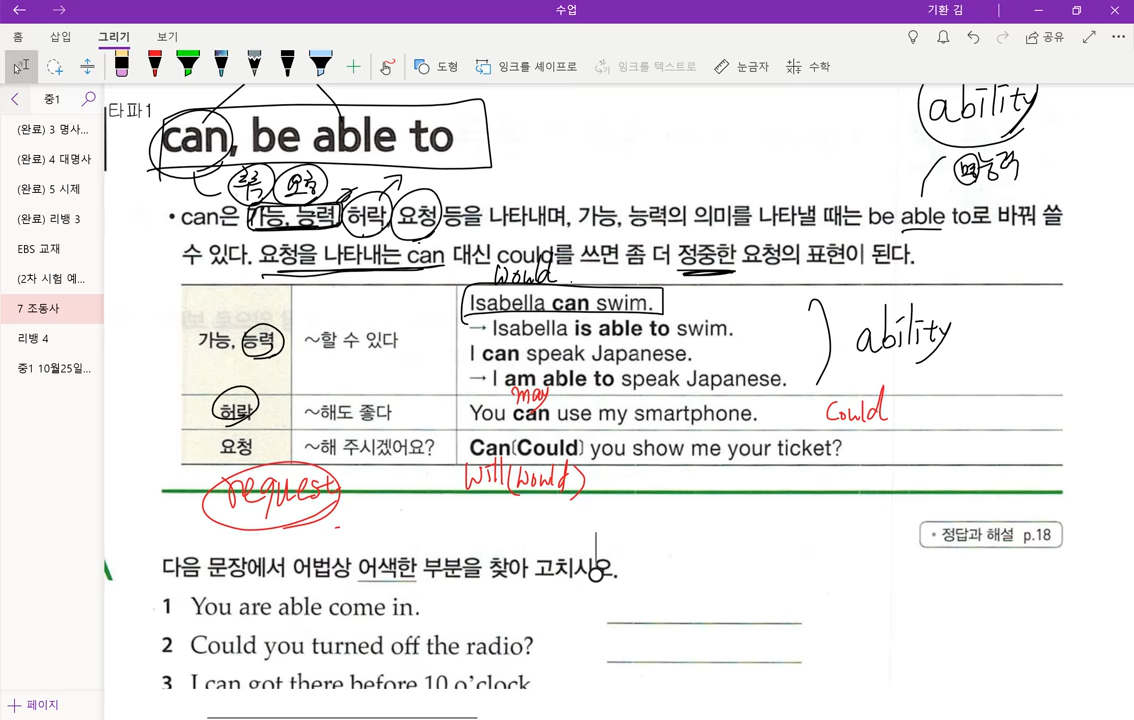 수업
기환 김
홈 삽입 그리기 보기
공유
도형 잉크를 셰이프로 잉크를 텍스트로 눈금자 수학
중1
(완료) 3 명사...
(완료) 4 대명사
(완료) 5 시제
(완료) 리뱅 3
EBS 교재
(2차 시험 예...
7 조동사
리뱅 4
중1 10월25일...
페이지
타파1
can, be able to
ability
능력
추측 요청
• can은 가능, 능력, 허락, 요청 등을 나타내며, 가능, 능력의 의미를 나타낼 때는 be able to로 바꿔 쓸
수 있다. 요청을 나타내는 can 대신 could를 쓰면 좀 더 정중한 요청의 표현이 된다.
would
가능, 능력 ~할 수 있다
Isabella can swim.
→ Isabella is able to swim.
I can speak Japanese.
→ I am able to speak Japanese.
ability
may
허락 ~해도 좋다 You can use my smartphone. could
요청 ~해 주시겠어요? Can(Could) you show me your ticket?
request will(would)
• 정답과 해설 p.18
다음 문장에서 어법상 어색한 부분을 찾아 고치시오.
1 You are able come in.
2 Could you turned off the radio?
3 I can got there before 10 o'clock